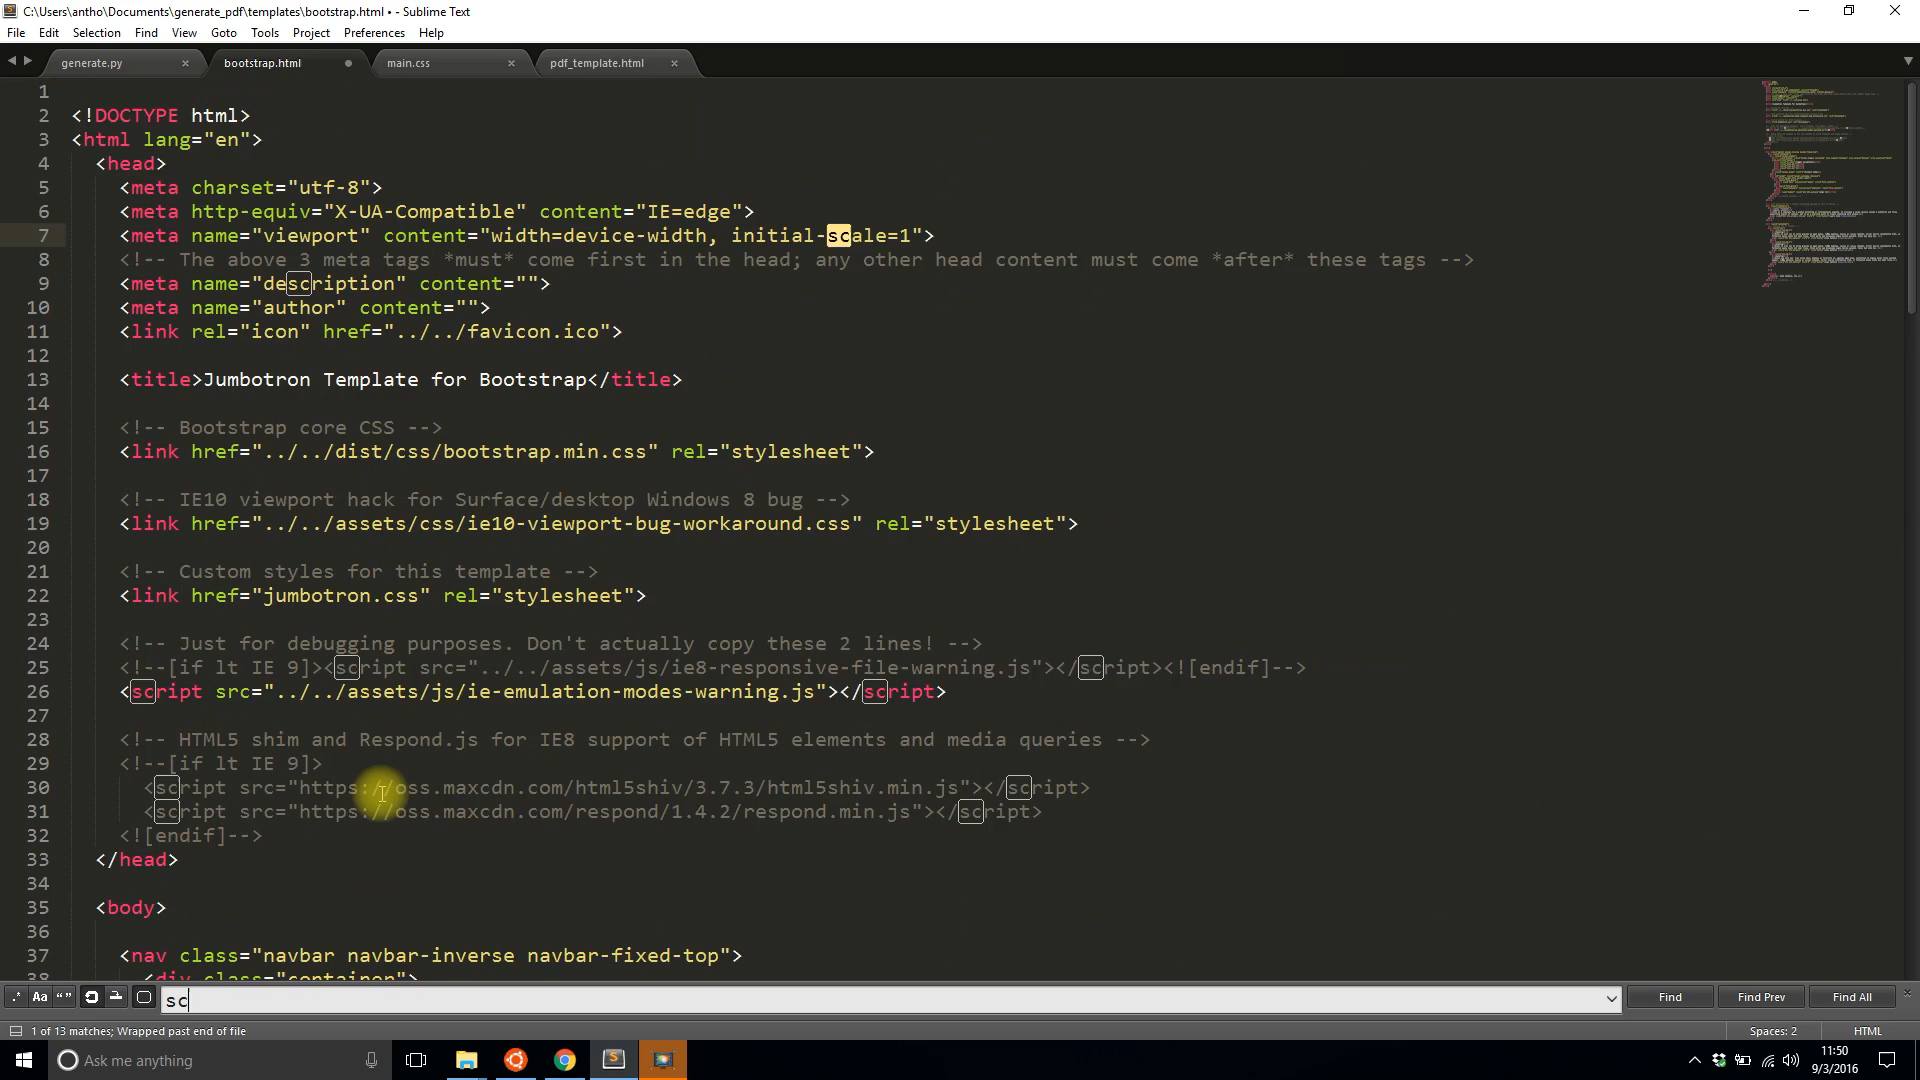 C:\Users\antho\Documents\generate_pdf\templates\bootstrap.html • - Sublime Text
File Edit Selection Find View Goto Tools Project Preferences Help
generate.py × bootstrap.html main.css × pdf_template.html ×
1
2 <!DOCTYPE html>
3 <html lang="en">
4 <head>
5 <meta charset="utf-8">
6 <meta http-equiv="X-UA-Compatible" content="IE=edge">
7 <meta name="viewport" content="width=device-width, initial-scale=1">
8 <!-- The above 3 meta tags *must* come first in the head; any other head content must come *after* these tags -->
9 <meta name="description" content="">
10 <meta name="author" content="">
11 <link rel="icon" href="../../favicon.ico">
12
13 <title>Jumbotron Template for Bootstrap</title>
14
15 <!-- Bootstrap core CSS -->
16 <link href="../../dist/css/bootstrap.min.css" rel="stylesheet">
17
18 <!-- IE10 viewport hack for Surface/desktop Windows 8 bug -->
19 <link href="../../assets/css/ie10-viewport-bug-workaround.css" rel="stylesheet">
20
21 <!-- Custom styles for this template -->
22 <link href="jumbotron.css" rel="stylesheet">
23
24 <!-- Just for debugging purposes. Don't actually copy these 2 lines! -->
25 <!--[if lt IE 9]><script src="../../assets/js/ie8-responsive-file-warning.js"></script><![endif]-->
26 <script src="../../assets/js/ie-emulation-modes-warning.js"></script>
27
28 <!-- HTML5 shim and Respond.js for IE8 support of HTML5 elements and media queries -->
29 <!--[if lt IE 9]>
30 <script src="https://oss.maxcdn.com/html5shiv/3.7.3/html5shiv.min.js"></script>
31 <script src="https://oss.maxcdn.com/respond/1.4.2/respond.min.js"></script>
32 <![endif]-->
33 </head>
34
35 <body>
36
37 <nav class="navbar navbar-inverse navbar-fixed-top">
38 <div class="container">
.* Aa “ ” sc Find Find Prev Find All ×
1 of 13 matches; Wrapped past end of file Spaces: 2 HTML
Ask me anything 11:50
9/3/2016